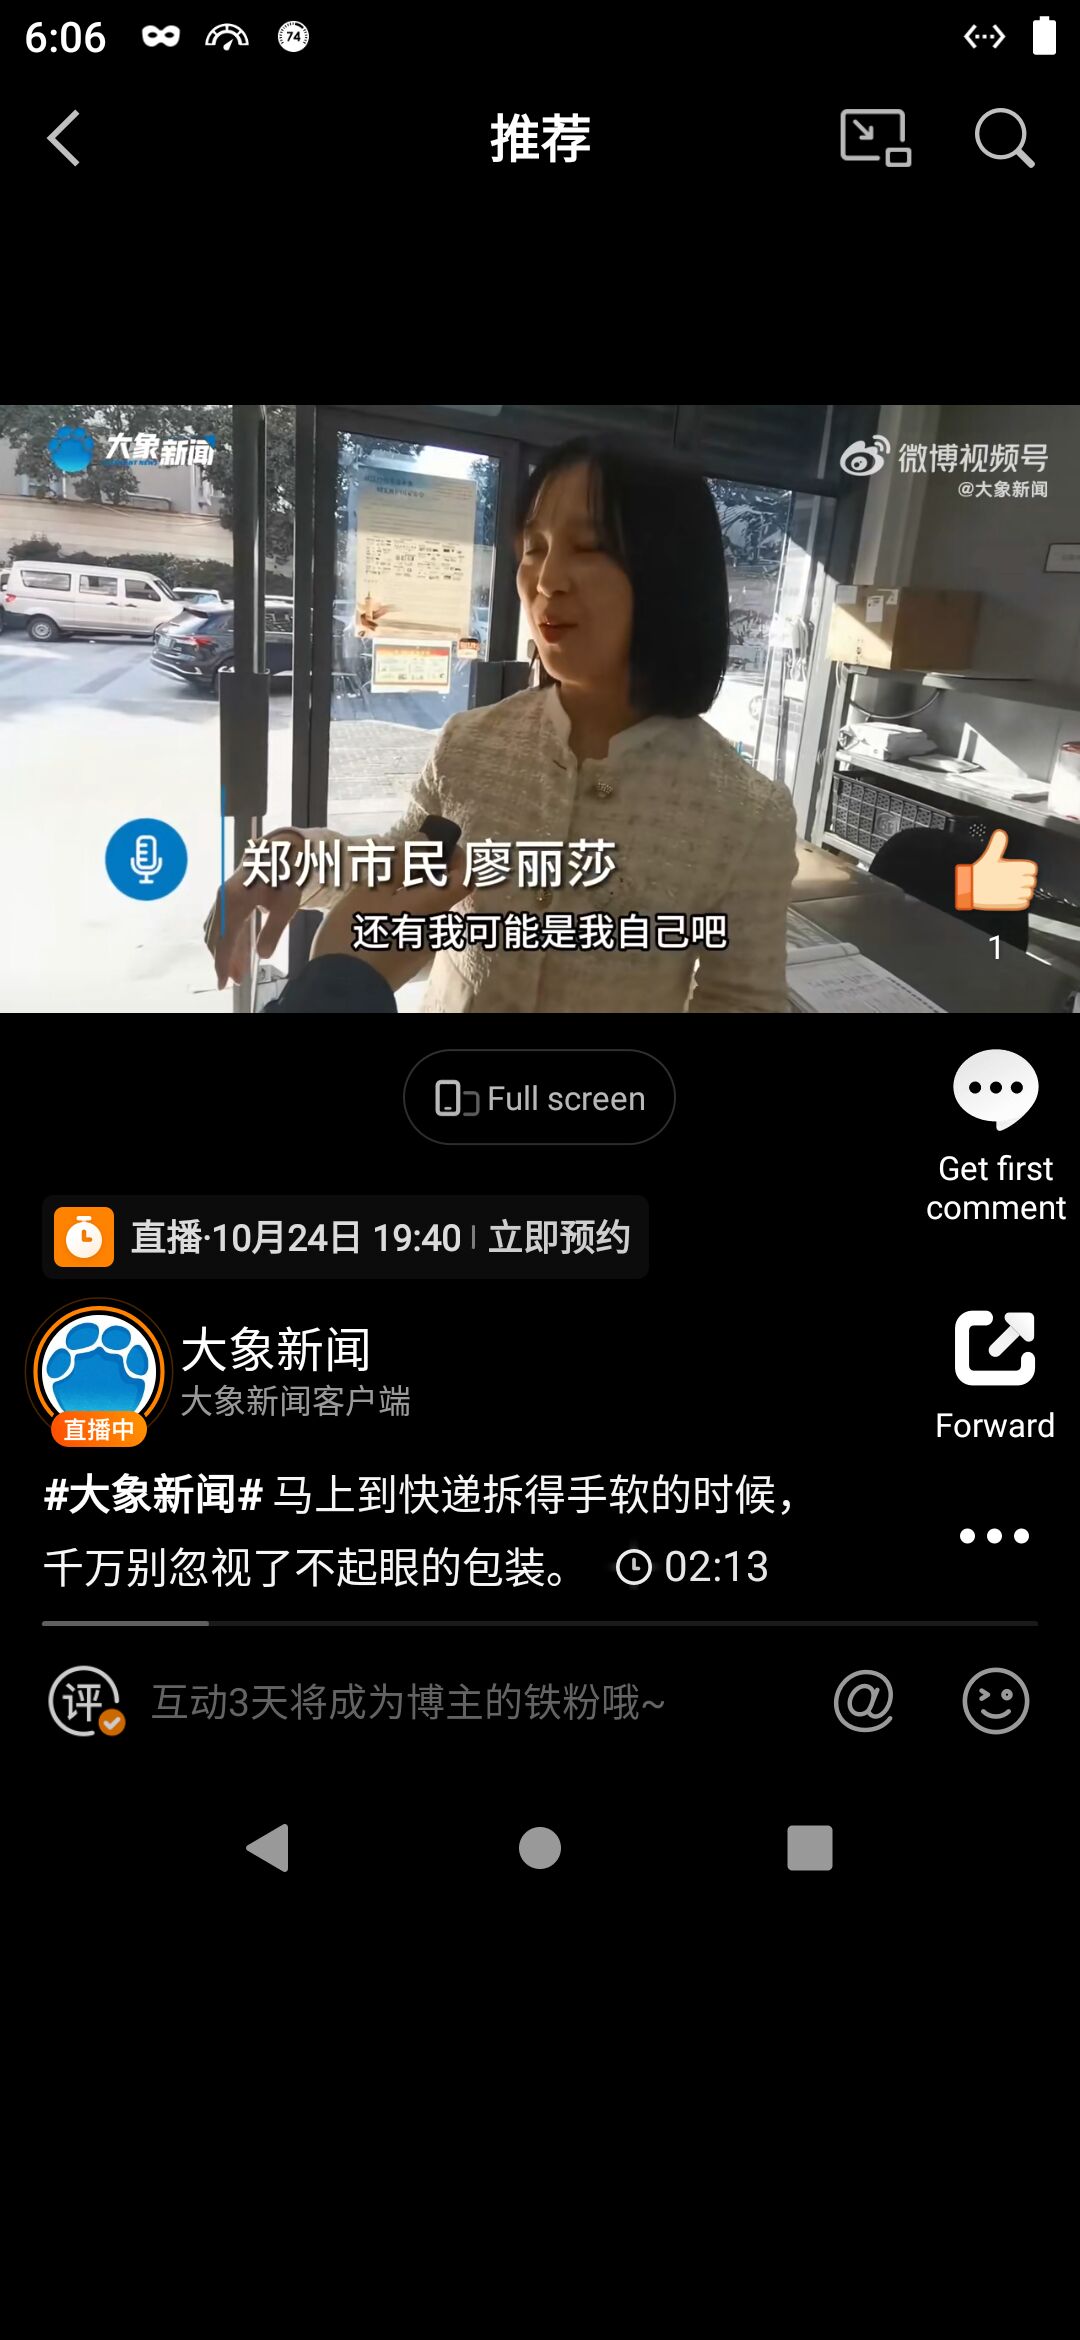 6:06
74
推荐
大象新闻
ELEPHANT NEWS
微博视频号
@大象新闻
郑州市民 廖丽莎
还有我可能是我自己吧
1
Full screen
Get first
comment
直播·10月24日 19:40 | 立即预约
大象新闻
大象新闻客户端
直播中
Forward
#大象新闻# 马上到快递拆得手软的时候，
千万别忽视了不起眼的包装。 02:13
评 互动3天将成为博主的铁粉哦~